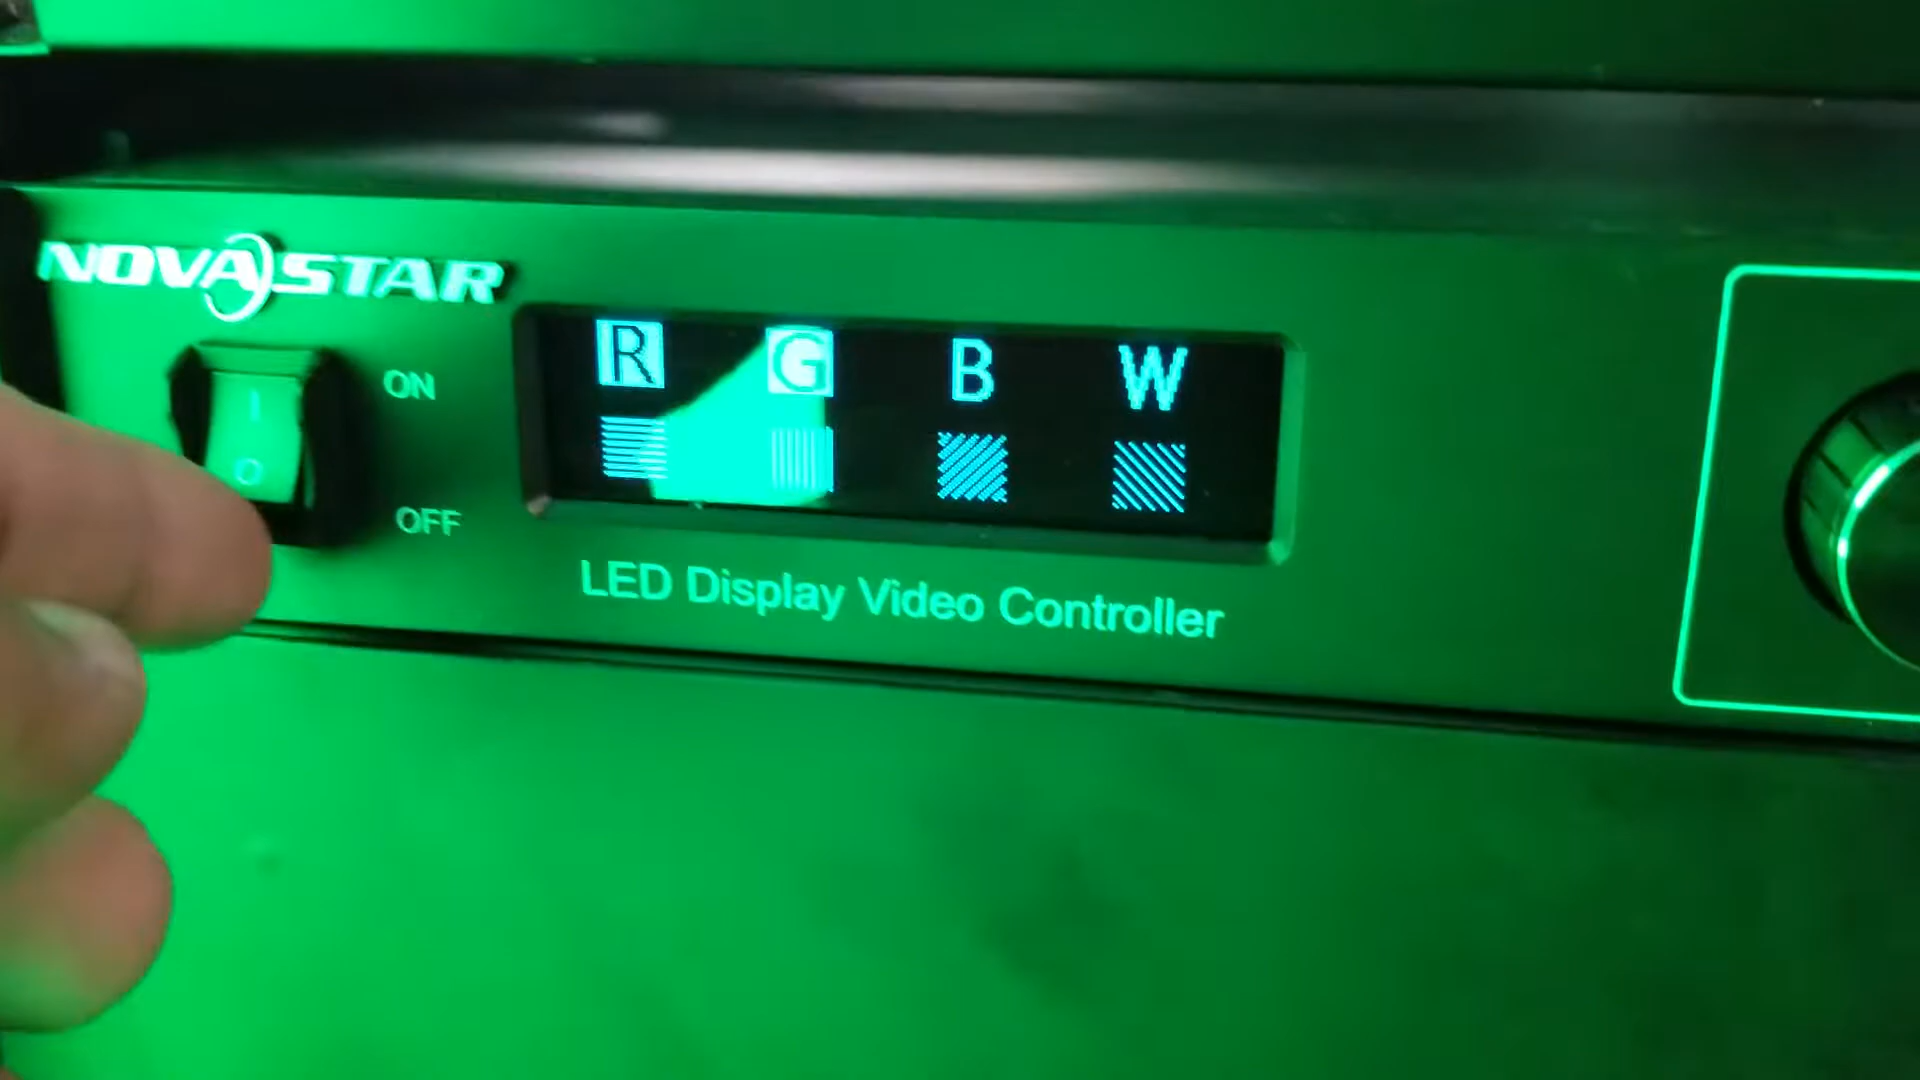 NOVASTAR
I
O
ON
OFF
R G B W
LED Display Video Controller